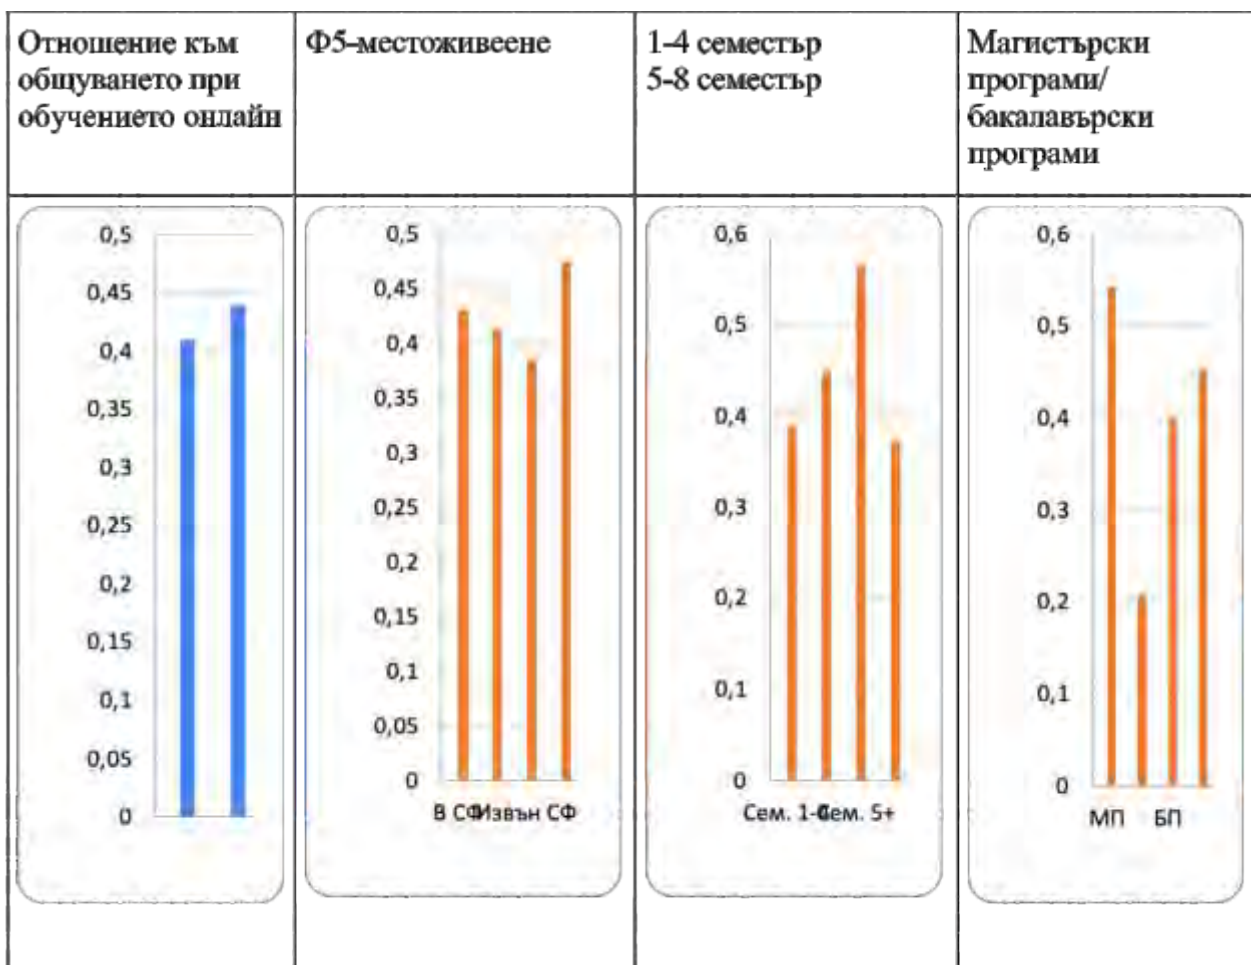 Отношение към
общуването при
обучението онлайн
Ф5-местоживеене
1-4 семестър
5-8 семестър
Магистърски
програми/
бакалавърски
програми
0,5
0,45
0,4
0,35
0,3
0,25
0,2
0,15
0,1
0,05
0
0,5
0,45
0,4
0,35
0,3
0,25
0,2
0,15
0,1
0,05
0
В СФ Извън СФ
0,6
0,5
0,4
0,3
0,2
0,1
0
Сем. 1-4 Сем. 5+
0,6
0,5
0,4
0,3
0,2
0,1
0
МП БП